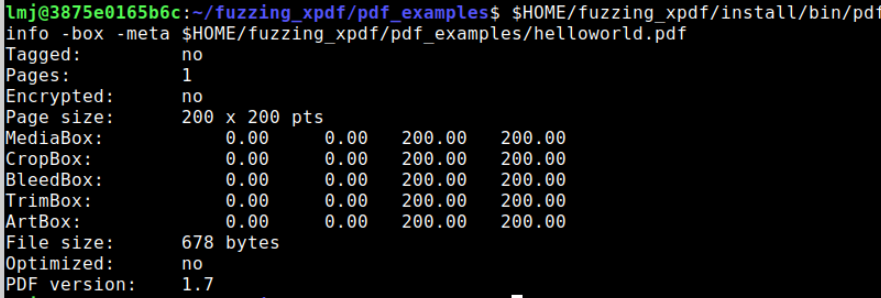 lmj@3875e0165b6c:~/fuzzing_xpdf/pdf_examples$ $HOME/fuzzing_xpdf/install/bin/pdf
info -box -meta $HOME/fuzzing_xpdf/pdf_examples/helloworld.pdf
Tagged: no
Pages: 1
Encrypted: no
Page size: 200 x 200 pts
MediaBox: 0.00 0.00 200.00 200.00
CropBox: 0.00 0.00 200.00 200.00
BleedBox: 0.00 0.00 200.00 200.00
TrimBox: 0.00 0.00 200.00 200.00
ArtBox: 0.00 0.00 200.00 200.00
File size: 678 bytes
Optimized: no
PDF version: 1.7